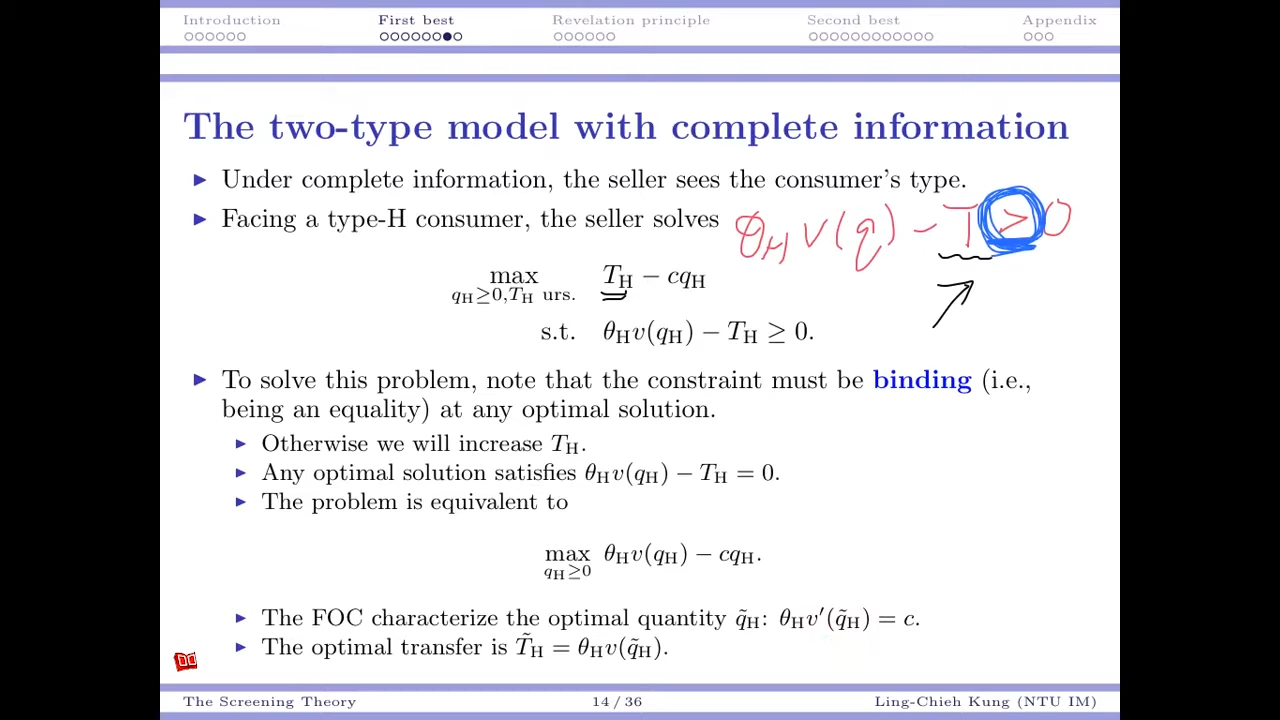 Introduction First best Revelation principle Second best Appendix
The two-type model with complete information
▶ Under complete information, the seller sees the consumer's type.
▶ Facing a type-H consumer, the seller solves
θ_H v(q) − T > 0
max_{q_H≥0,T_H urs.} T_H − cq_H
s.t. θ_H v(q_H) − T_H ≥ 0.
▶ To solve this problem, note that the constraint must be binding (i.e.,
being an equality) at any optimal solution.
▶ Otherwise we will increase T_H.
▶ Any optimal solution satisfies θ_H v(q_H) − T_H = 0.
▶ The problem is equivalent to
max_{q_H≥0} θ_H v(q_H) − cq_H.
▶ The FOC characterize the optimal quantity q̃_H: θ_H v′(q̃_H) = c.
▶ The optimal transfer is T̃_H = θ_H v(q̃_H).
The Screening Theory 14 / 36 Ling-Chieh Kung (NTU IM)